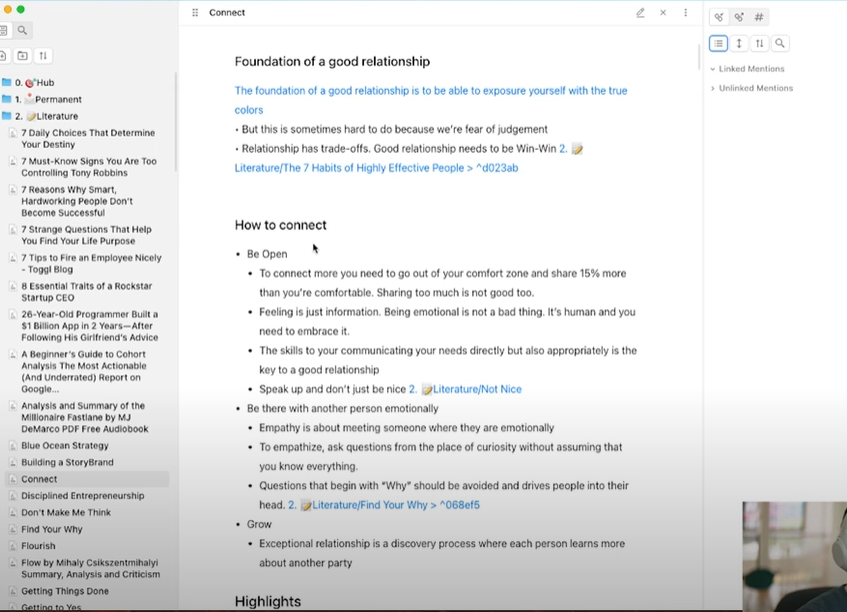 Connect
0. 🎯Hub
1. Permanent
2. 📝Literature
7 Daily Choices That Determine
Your Destiny
7 Must-Know Signs You Are Too
Controlling Tony Robbins
7 Reasons Why Smart,
Hardworking People Don't
Become Successful
7 Strange Questions That Help
You Find Your Life Purpose
7 Tips to Fire an Employee Nicely
- Toggl Blog
8 Essential Traits of a Rockstar
Startup CEO
26-Year-Old Programmer Built a
$1 Billion App in 2 Years—After
Following His Girlfriend's Advice
A Beginner's Guide to Cohort
Analysis The Most Actionable
(And Underrated) Report on
Google...
Analysis and Summary of the
Millionaire Fastlane by MJ
DeMarco PDF Free Audiobook
Blue Ocean Strategy
Building a StoryBrand
Connect
Disciplined Entrepreneurship
Don't Make Me Think
Find Your Why
Flourish
Flow by Mihaly Csikszentmihalyi
Summary, Analysis and Criticism
Getting Things Done
Getting to Yes
Foundation of a good relationship
The foundation of a good relationship is to be able to exposure yourself with the true
colors
• But this is sometimes hard to do because we're fear of judgement
• Relationship has trade-offs. Good relationship needs to be Win-Win 2. 📝
Literature/The 7 Habits of Highly Effective People > ^d023ab
How to connect
• Be Open
• To connect more you need to go out of your comfort zone and share 15% more
than you're comfortable. Sharing too much is not good too.
• Feeling is just information. Being emotional is not a bad thing. It's human and you
need to embrace it.
• The skills to your communicating your needs directly but also appropriately is the
key to a good relationship
• Speak up and don't just be nice 2. 📝Literature/Not Nice
• Be there with another person emotionally
• Empathy is about meeting someone where they are emotionally
• To empathize, ask questions from the place of curiosity without assuming that
you know everything.
• Questions that begin with "Why" should be avoided and drives people into their
head. 2. 📝Literature/Find Your Why > ^068ef5
• Grow
• Exceptional relationship is a discovery process where each person learns more
about another party
Highlights
Linked Mentions
Unlinked Mentions